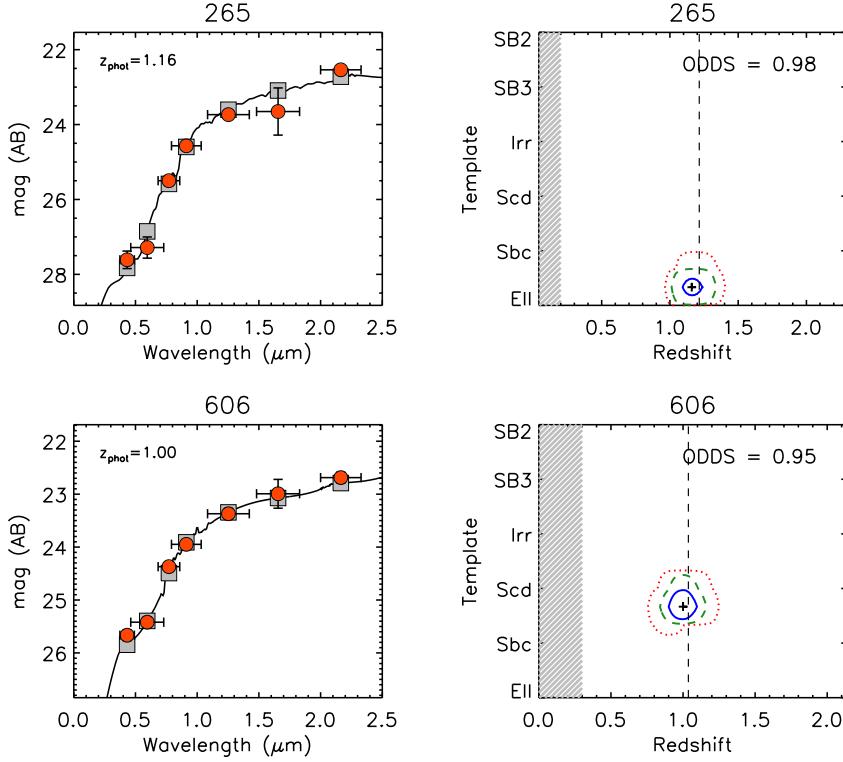 265
z_phot=1.16
mag (AB)
22
24
26
28
0.0 0.5 1.0 1.5 2.0 2.5
Wavelength (μm)
265
ODDS = 0.98
Template
SB2
SB3
Irr
Scd
Sbc
Ell
0.5 1.0 1.5 2.0
Redshift
606
z_phot=1.00
mag (AB)
22
23
24
25
26
0.0 0.5 1.0 1.5 2.0 2.5
Wavelength (μm)
606
ODDS = 0.95
Template
SB2
SB3
Irr
Scd
Sbc
Ell
0.0 0.5 1.0 1.5 2.0
Redshift